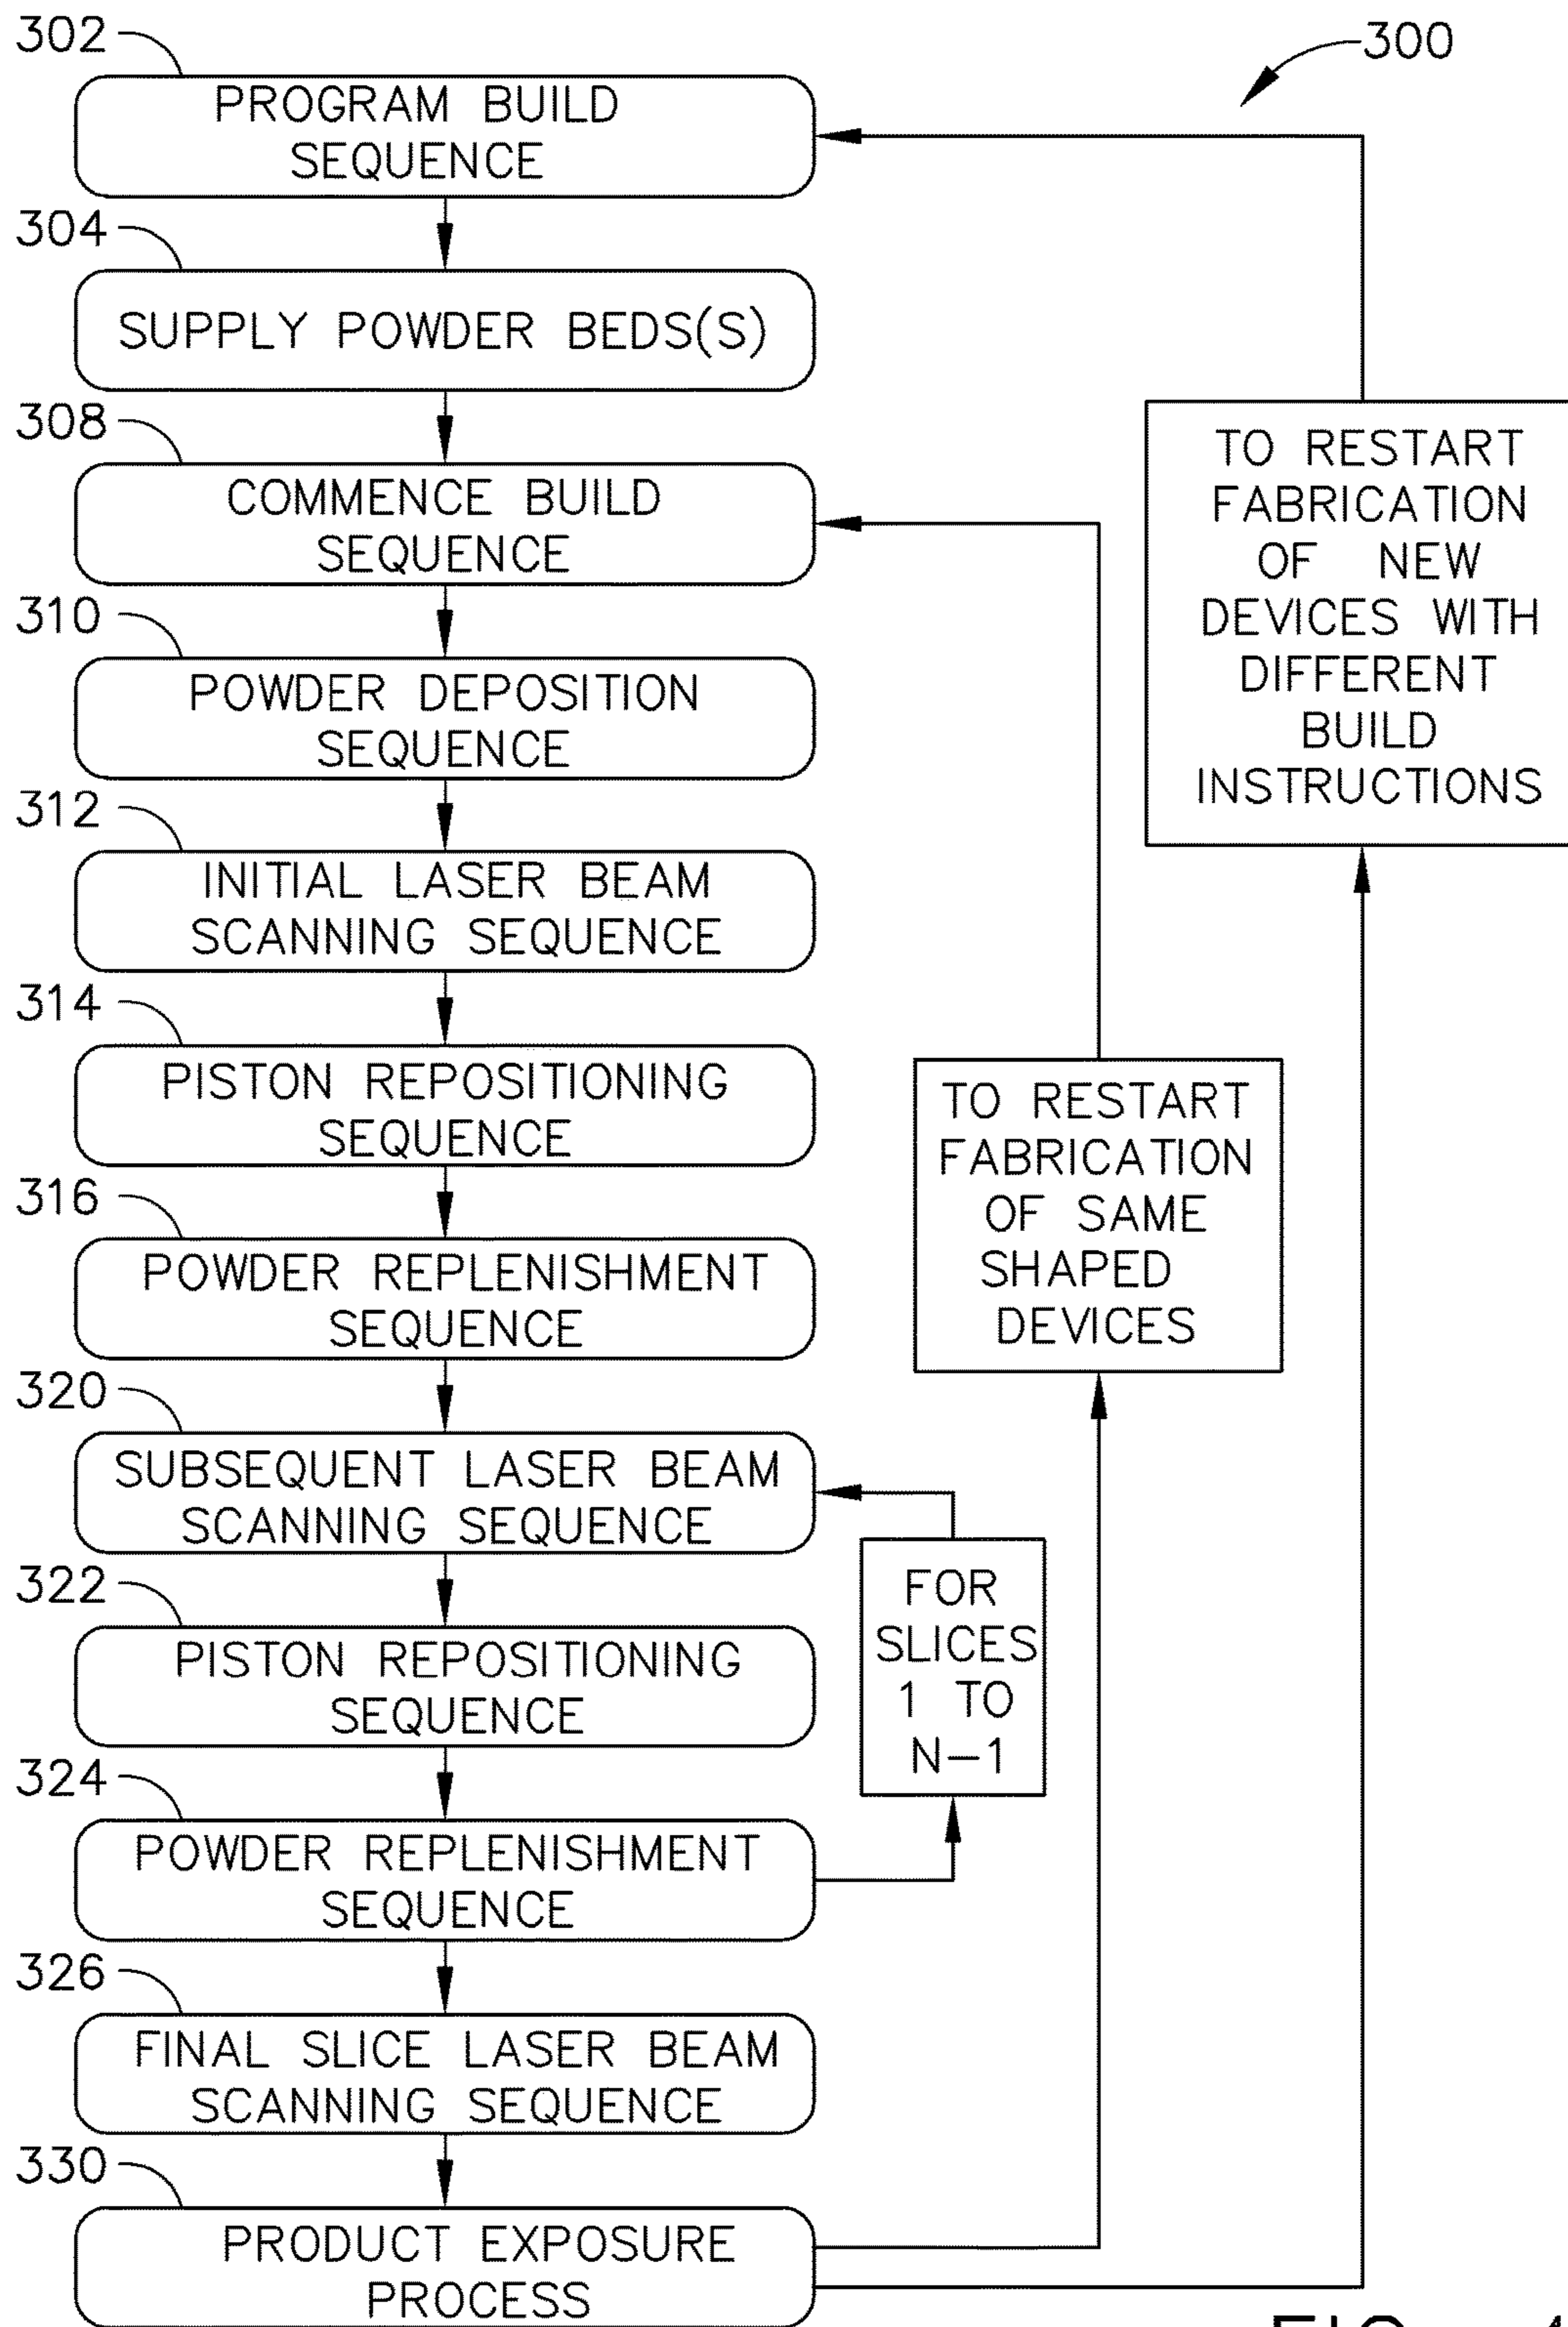 302
300
PROGRAM BUILD
SEQUENCE
304
SUPPLY POWDER BEDS(S)
308
COMMENCE BUILD
SEQUENCE
310
POWDER DEPOSITION
SEQUENCE
312
INITIAL LASER BEAM
SCANNING SEQUENCE
314
PISTON REPOSITIONING
SEQUENCE
316
POWDER REPLENISHMENT
SEQUENCE
320
SUBSEQUENT LASER BEAM
SCANNING SEQUENCE
322
PISTON REPOSITIONING
SEQUENCE
324
POWDER REPLENISHMENT
SEQUENCE
326
FINAL SLICE LASER BEAM
SCANNING SEQUENCE
330
PRODUCT EXPOSURE
PROCESS
FOR
SLICES
1 TO
N-1
TO RESTART
FABRICATION
OF SAME
SHAPED
DEVICES
TO RESTART
FABRICATION
OF NEW
DEVICES WITH
DIFFERENT
BUILD
INSTRUCTIONS